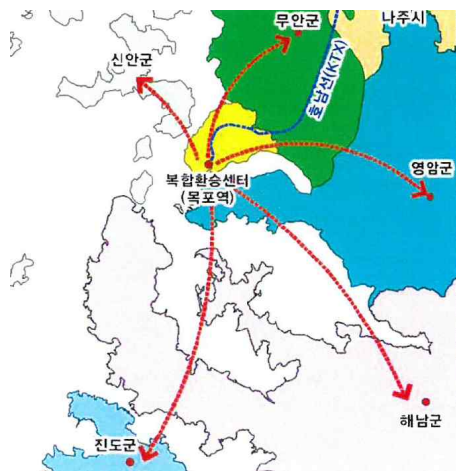 무안군
나주시
신안군
호남선(KTX)
복합환승센터
(목포역)
영암군
해남군
진도군